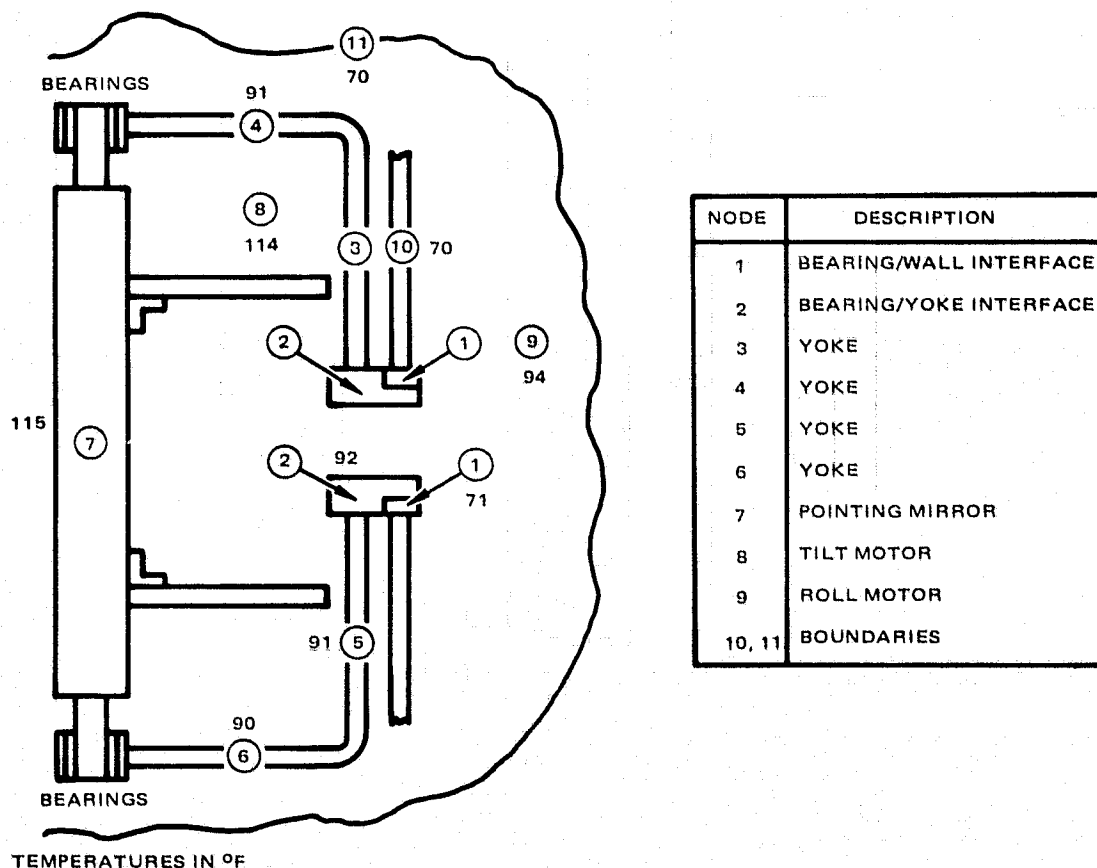 11
70
BEARINGS
91
4
8
114
3
10 70
2
1
9
94
115
7
2
92
1
71
91 5
90
6
BEARINGS
TEMPERATURES IN ºF
NODE DESCRIPTION
1 BEARING/WALL INTERFACE
2 BEARING/YOKE INTERFACE
3 YOKE
4 YOKE
5 YOKE
6 YOKE
7 POINTING MIRROR
8 TILT MOTOR
9 ROLL MOTOR
10, 11 BOUNDARIES